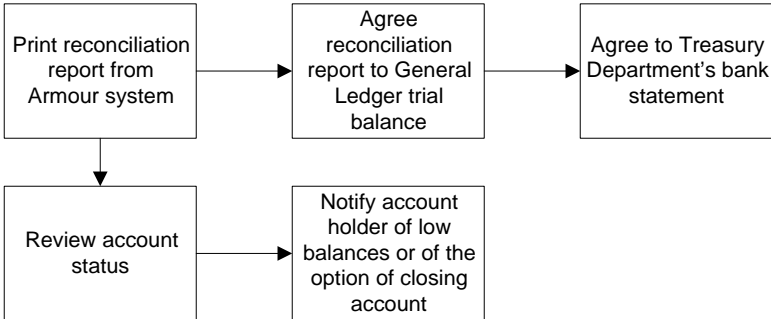 Print reconciliation
report from
Armour system
Agree
reconciliation
report to General
Ledger trial
balance
Agree to Treasury
Department's bank
statement
Review account
status
Notify account
holder of low
balances or of the
option of closing
account